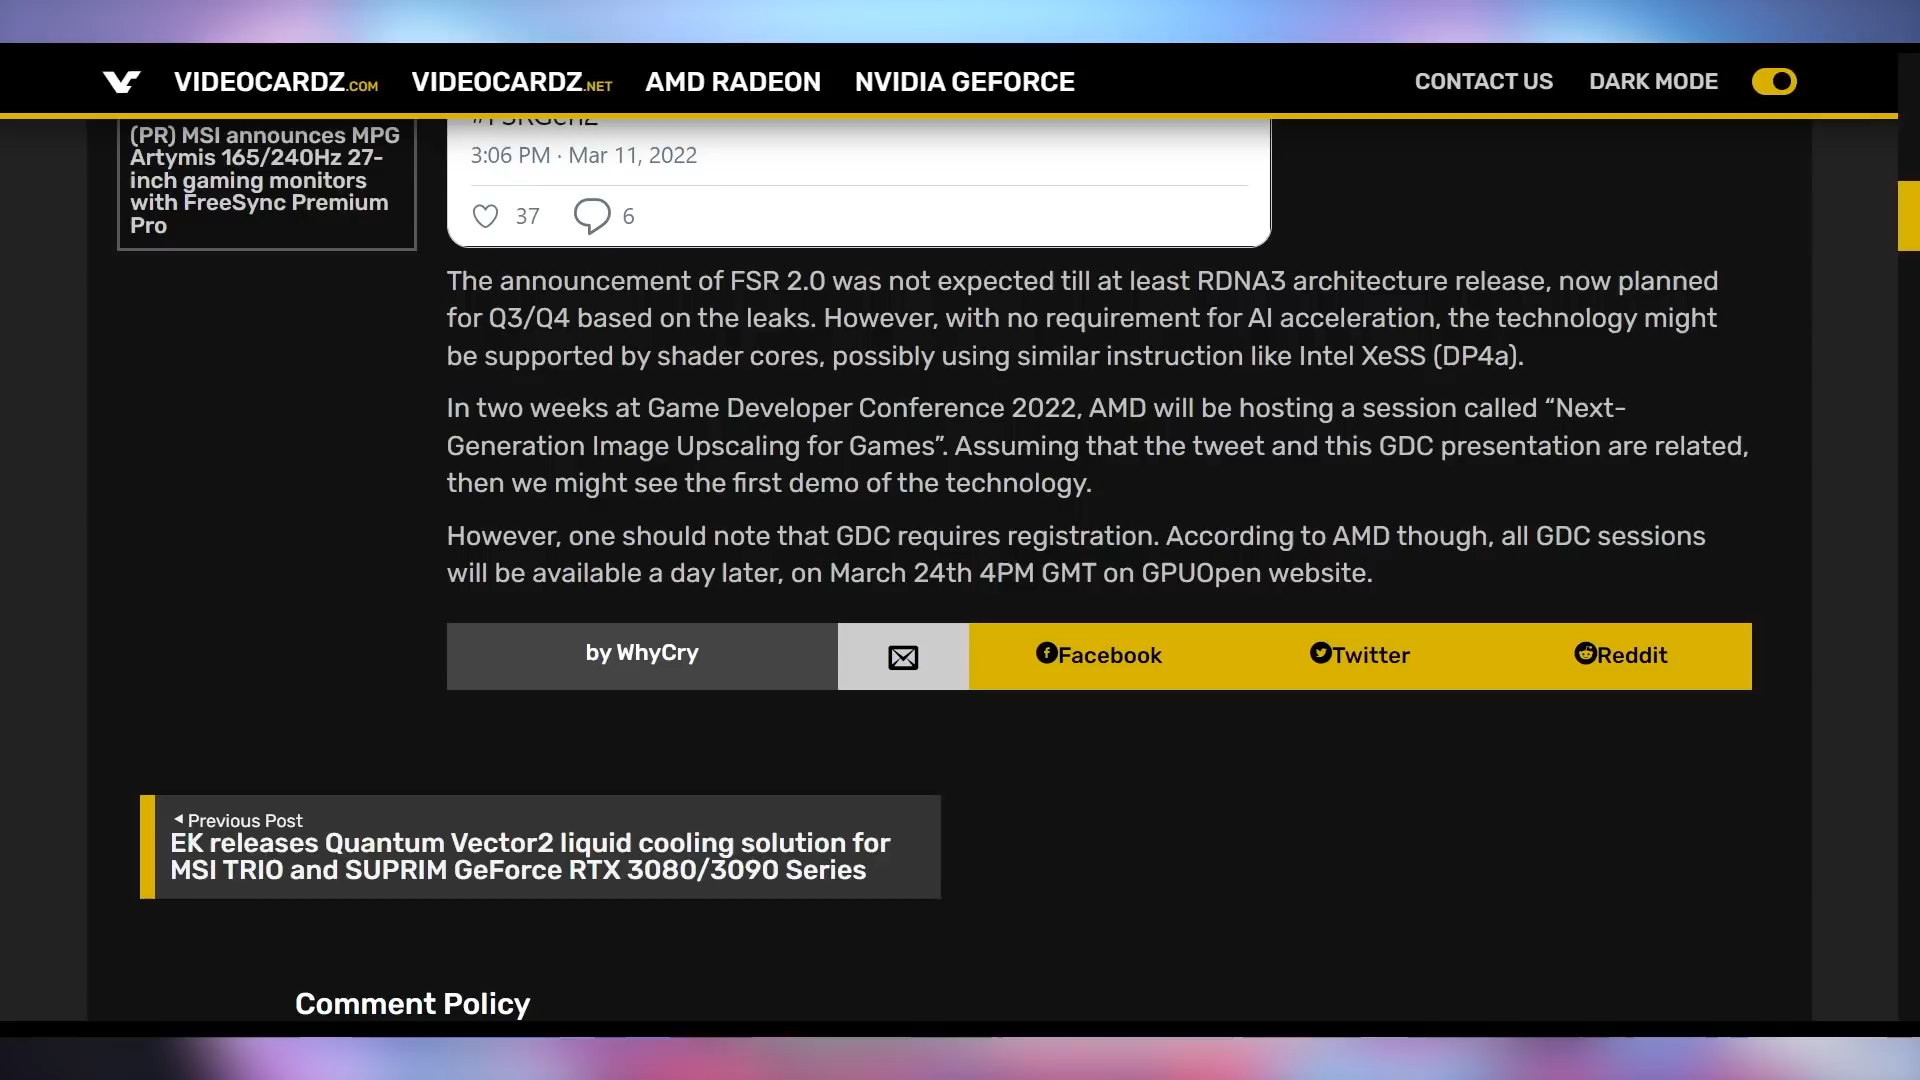 VIDEOCARDZ.COM VIDEOCARDZ.NET AMD RADEON NVIDIA GEFORCE CONTACT US DARK MODE
(PR) MSI announces MPG
Artymis 165/240Hz 27-
inch gaming monitors
with FreeSync Premium
Pro
#FSRGen2
3:06 PM · Mar 11, 2022
37 6
The announcement of FSR 2.0 was not expected till at least RDNA3 architecture release, now planned
for Q3/Q4 based on the leaks. However, with no requirement for AI acceleration, the technology might
be supported by shader cores, possibly using similar instruction like Intel XeSS (DP4a).
In two weeks at Game Developer Conference 2022, AMD will be hosting a session called “Next-
Generation Image Upscaling for Games”. Assuming that the tweet and this GDC presentation are related,
then we might see the first demo of the technology.
However, one should note that GDC requires registration. According to AMD though, all GDC sessions
will be available a day later, on March 24th 4PM GMT on GPUOpen website.
by WhyCry Facebook Twitter Reddit
Previous Post
EK releases Quantum Vector2 liquid cooling solution for
MSI TRIO and SUPRIM GeForce RTX 3080/3090 Series
Comment Policy